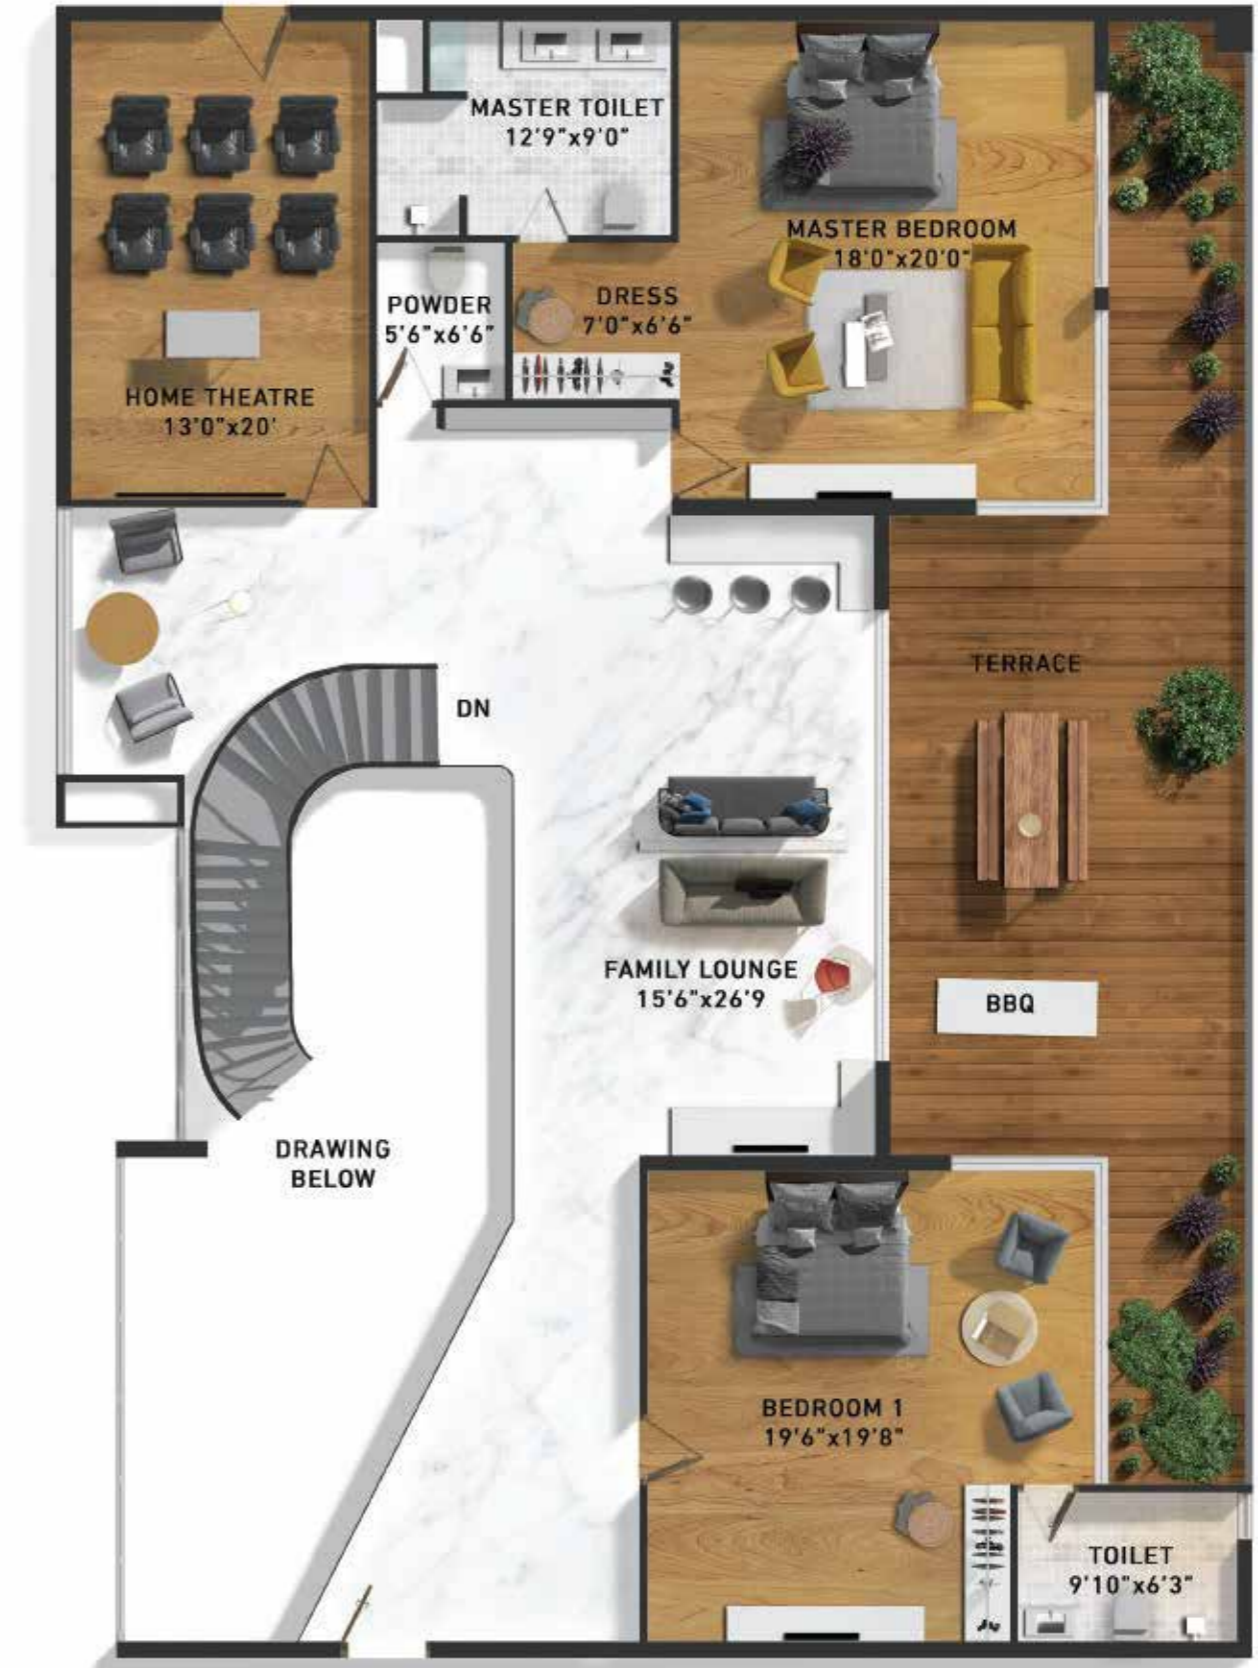 MASTER TOILET
12'9"x9'0"
MASTER BEDROOM
18'0"x20'0"
POWDER
5'6"x6'6"
DRESS
7'0"x6'6"
HOME THEATRE
13'0"x20'
TERRACE
DN
FAMILY LOUNGE
15'6"x26'9
BBQ
DRAWING
BELOW
BEDROOM 1
19'6"x19'8"
TOILET
9'10"x6'3"